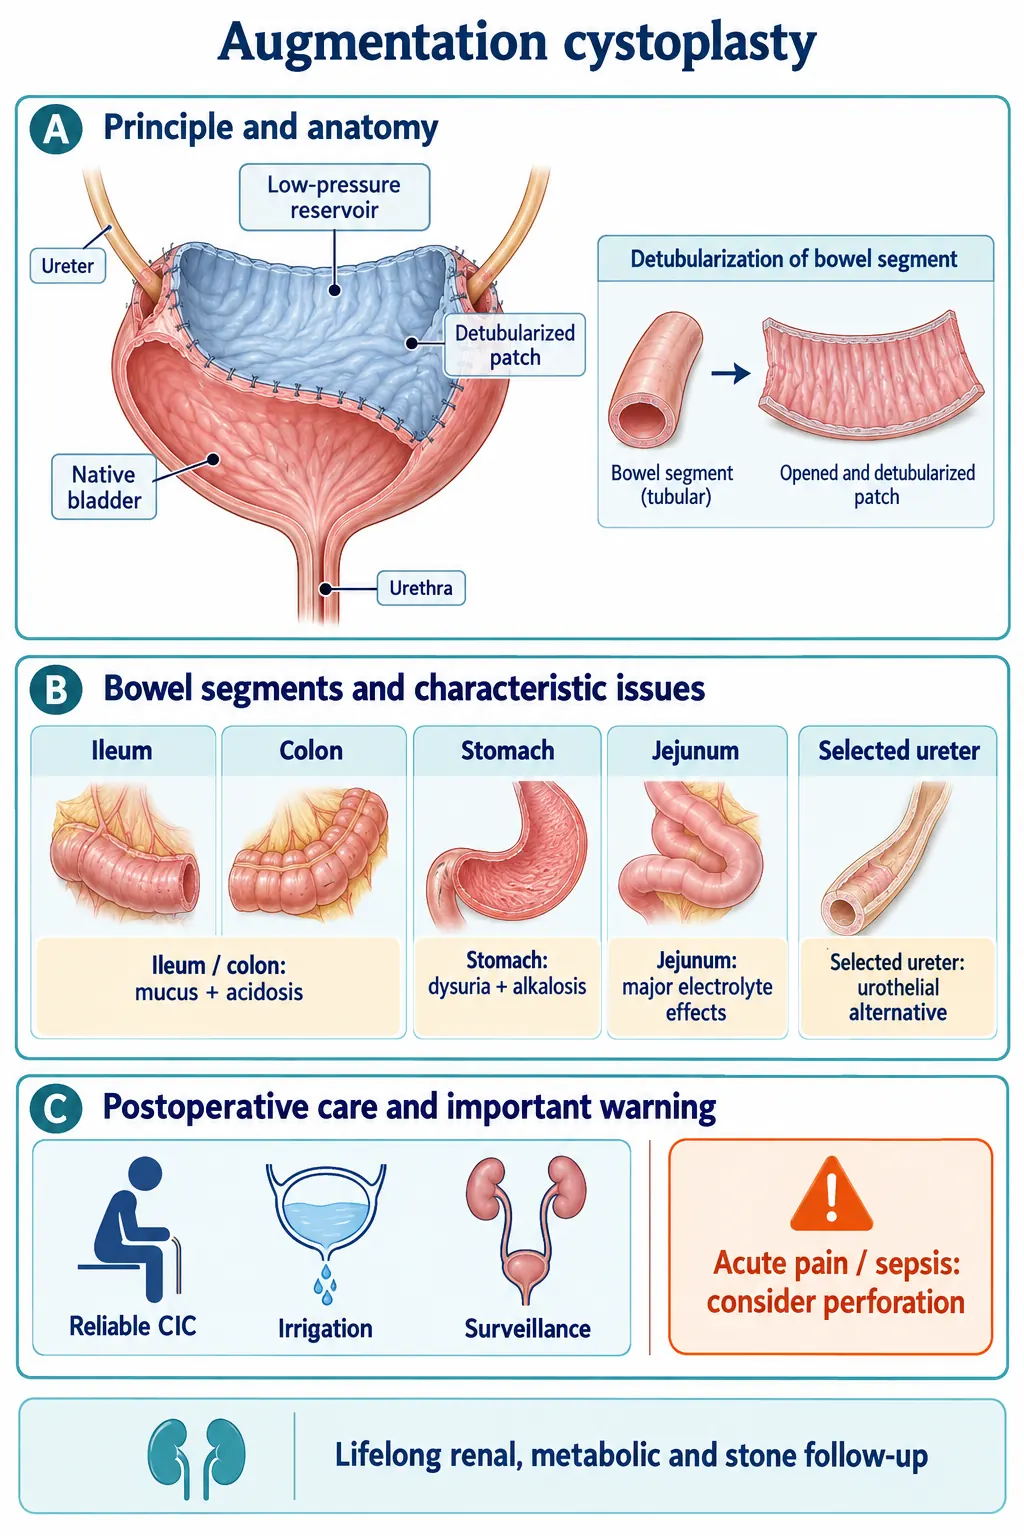 Augmentation cystoplasty
A Principle and anatomy
Low-pressure
reservoir
Ureter
Detubularized
patch
Native
bladder
Urethra
Detubularization of bowel segment
Bowel segment
(tubular)
Opened and detubularized
patch
B Bowel segments and characteristic issues
Ileum
Colon
Stomach
Jejunum
Selected ureter
Ileum / colon:
mucus + acidosis
Stomach:
dysuria + alkalosis
Jejunum:
major electrolyte
effects
Selected ureter:
urothelial
alternative
C Postoperative care and important warning
Reliable CIC
Irrigation
Surveillance
Acute pain / sepsis:
consider perforation
Lifelong renal, metabolic and stone follow-up